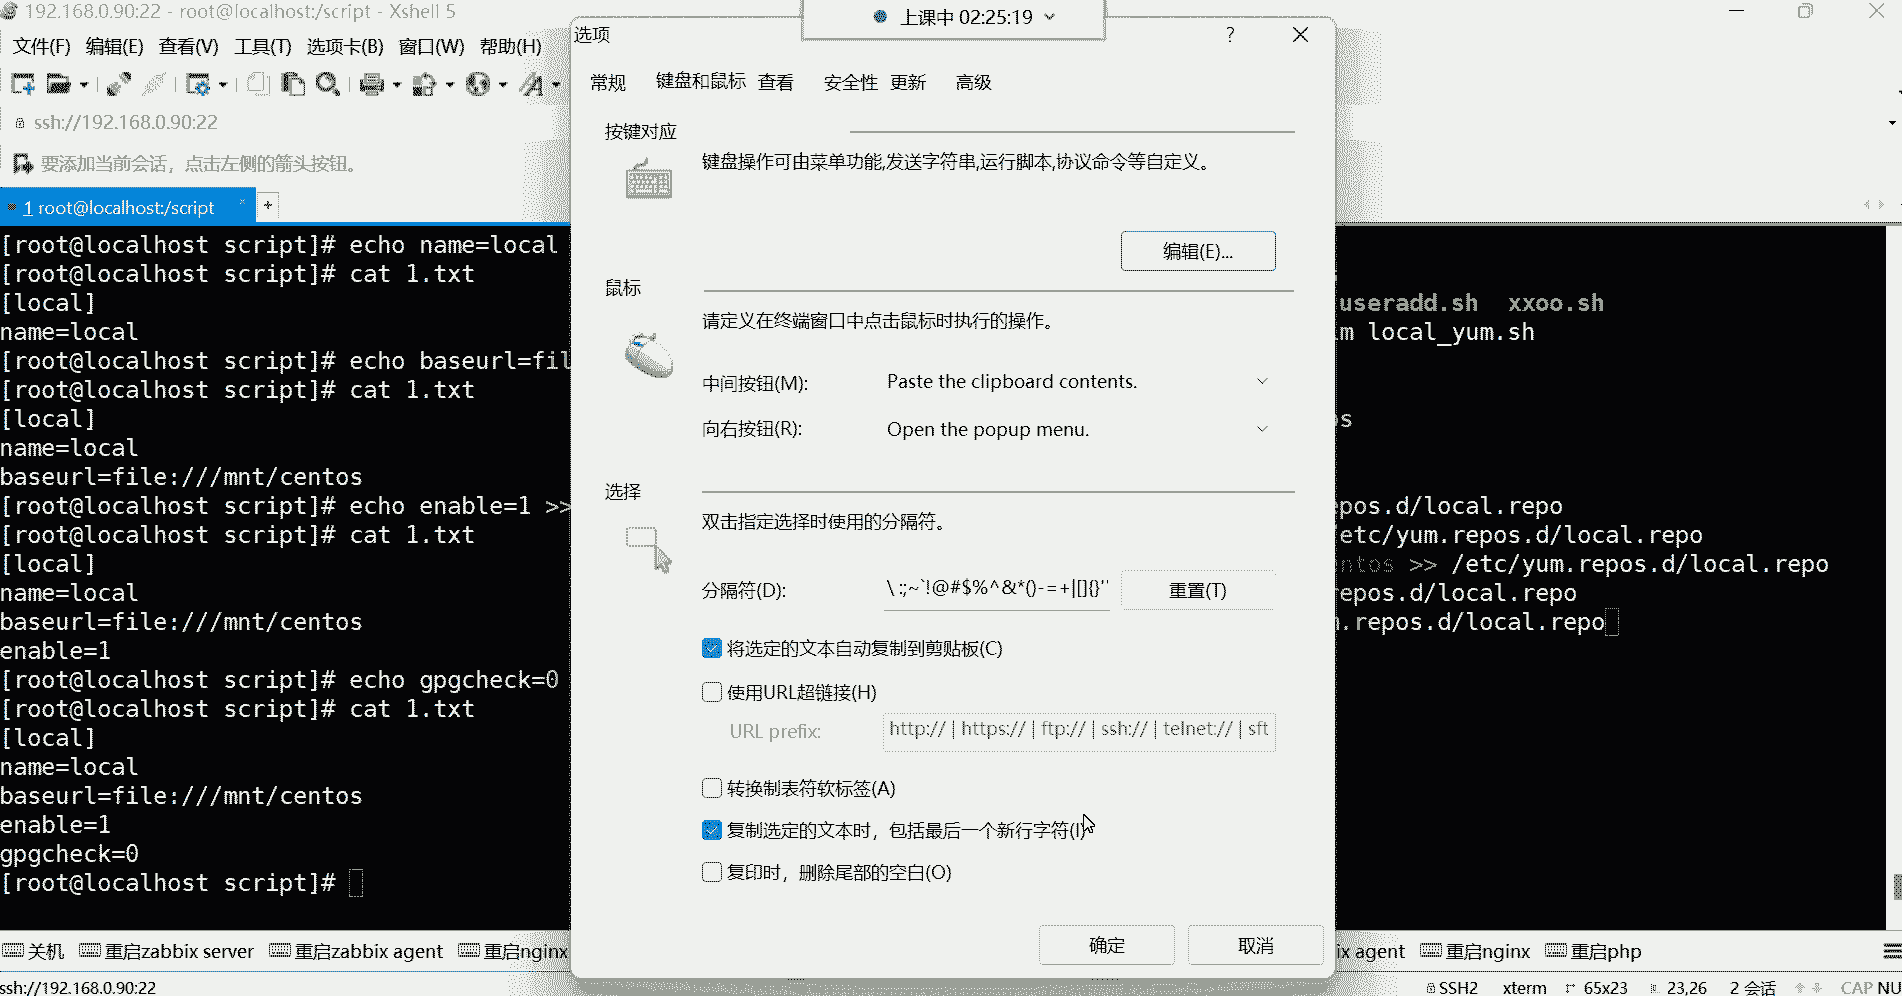 192.168.0.90:22 - root@localhost:/script - Xshell 5
上课中 02:25:19
文件(F) 编辑(E) 查看(V) 工具(T) 选项卡(B) 窗口(W) 帮助(H)
ssh://192.168.0.90:22
要添加当前会话，点击左侧的箭头按钮。
1 root@localhost:/script
[root@localhost script]# echo name=local
[root@localhost script]# cat 1.txt
[local]
name=local
[root@localhost script]# echo baseurl=fil
[root@localhost script]# cat 1.txt
[local]
name=local
baseurl=file:///mnt/centos
[root@localhost script]# echo enable=1 >>
[root@localhost script]# cat 1.txt
[local]
name=local
baseurl=file:///mnt/centos
enable=1
[root@localhost script]# echo gpgcheck=0
[root@localhost script]# cat 1.txt
[local]
name=local
baseurl=file:///mnt/centos
enable=1
gpgcheck=0
[root@localhost script]#
选项
?
常规 键盘和鼠标 查看 安全性 更新 高级
按键对应
键盘操作可由菜单功能,发送字符串,运行脚本,协议命令等自定义。
编辑(E)...
鼠标
请定义在终端窗口中点击鼠标时执行的操作。
中间按钮(M): Paste the clipboard contents.
向右按钮(R): Open the popup menu.
选择
双击指定选择时使用的分隔符。
分隔符(D): \ :;~`!@#$%^&*()-=+|[]{}'" 重置(T)
将选定的文本自动复制到剪贴板(C)
使用URL超链接(H)
URL prefix: http:// | https:// | ftp:// | ssh:// | telnet:// | sft
转换制表符软标签(A)
复制选定的文本时，包括最后一个新行字符(I)
复印时，删除尾部的空白(O)
确定 取消
useradd.sh xxoo.sh
m local_yum.sh
s
epos.d/local.repo
etc/yum.repos.d/local.repo
ntos >> /etc/yum.repos.d/local.repo
epos.d/local.repo
.repos.d/local.repo
关机 重启zabbix server 重启zabbix agent 重启nginx
ix agent 重启nginx 重启php
ssh://192.168.0.90:22
SSH2 xterm 65x23 23,26 2 会话 CAP NU